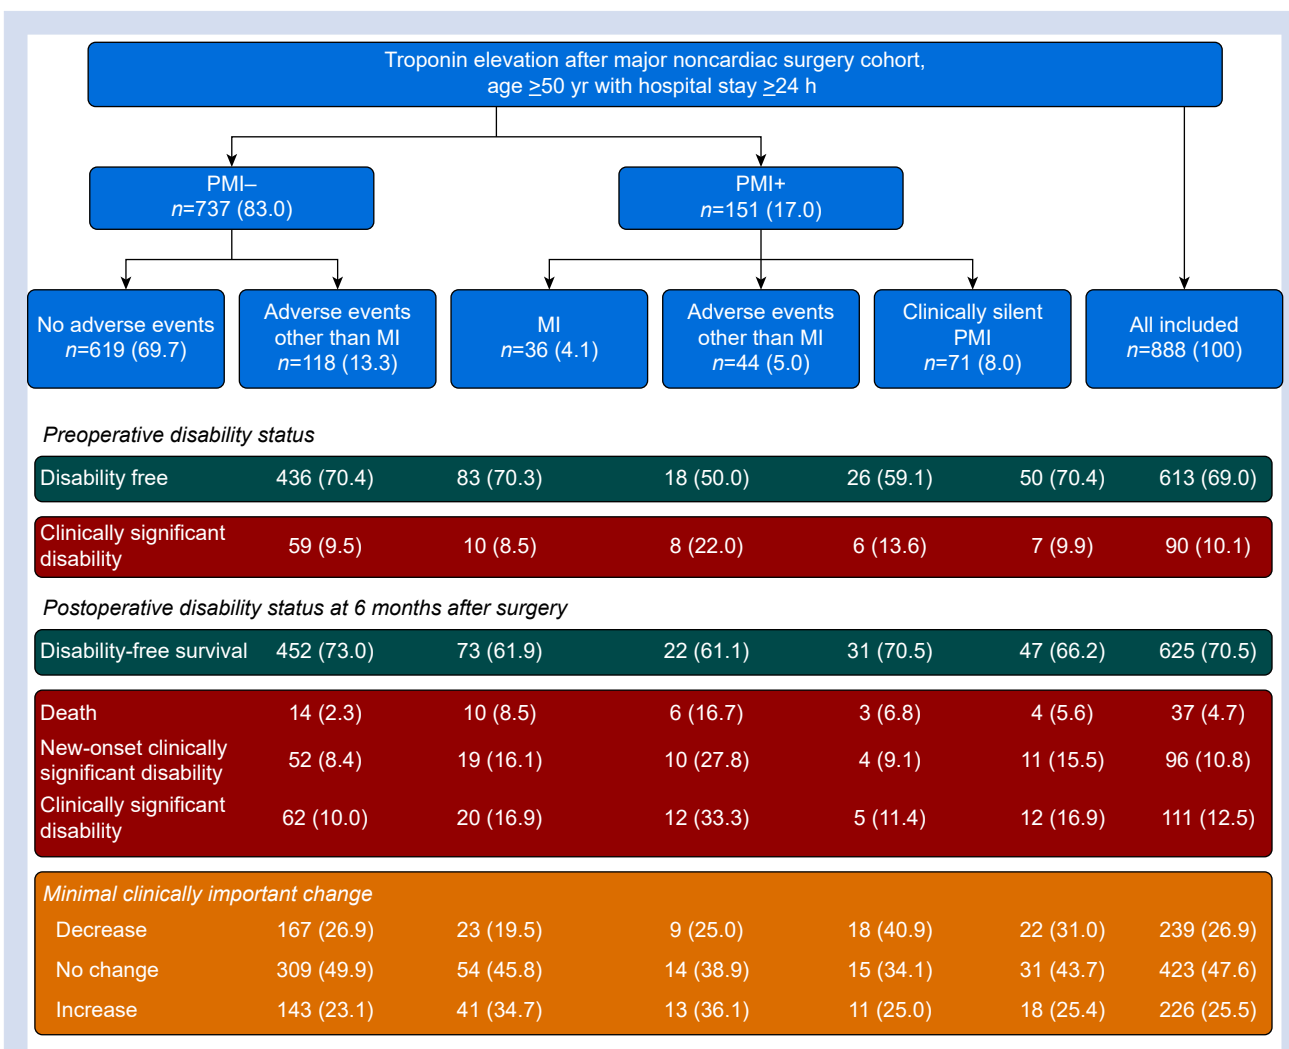 Troponin elevation after major noncardiac surgery cohort,
age ≥50 yr with hospital stay ≥24 h
PMI–
n=737 (83.0)
PMI+
n=151 (17.0)
No adverse events
n=619 (69.7)
Adverse events
other than MI
n=118 (13.3)
MI
n=36 (4.1)
Adverse events
other than MI
n=44 (5.0)
Clinically silent
PMI
n=71 (8.0)
All included
n=888 (100)
Preoperative disability status
Disability free 436 (70.4) 83 (70.3) 18 (50.0) 26 (59.1) 50 (70.4) 613 (69.0)
Clinically significant
disability 59 (9.5) 10 (8.5) 8 (22.0) 6 (13.6) 7 (9.9) 90 (10.1)
Postoperative disability status at 6 months after surgery
Disability-free survival 452 (73.0) 73 (61.9) 22 (61.1) 31 (70.5) 47 (66.2) 625 (70.5)
Death 14 (2.3) 10 (8.5) 6 (16.7) 3 (6.8) 4 (5.6) 37 (4.7)
New-onset clinically
significant disability 52 (8.4) 19 (16.1) 10 (27.8) 4 (9.1) 11 (15.5) 96 (10.8)
Clinically significant
disability 62 (10.0) 20 (16.9) 12 (33.3) 5 (11.4) 12 (16.9) 111 (12.5)
Minimal clinically important change
Decrease 167 (26.9) 23 (19.5) 9 (25.0) 18 (40.9) 22 (31.0) 239 (26.9)
No change 309 (49.9) 54 (45.8) 14 (38.9) 15 (34.1) 31 (43.7) 423 (47.6)
Increase 143 (23.1) 41 (34.7) 13 (36.1) 11 (25.0) 18 (25.4) 226 (25.5)